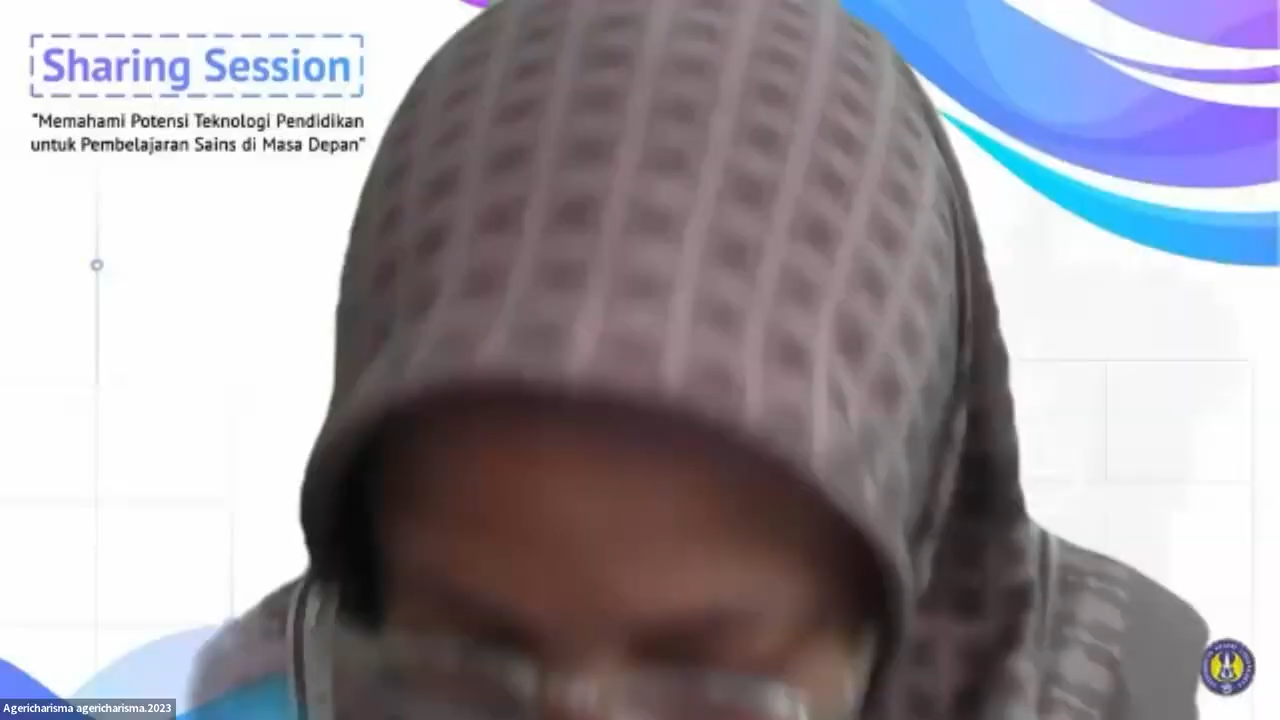 Sharing Session
"Memahami Potensi Teknologi Pendidikan
untuk Pembelajaran Sains di Masa Depan"
Agericharisma agericharisma.2023